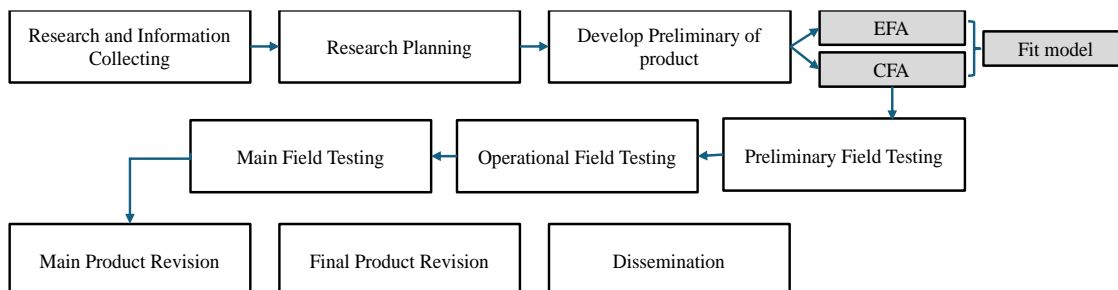 Research and Information
Collecting
Research Planning
Develop Preliminary of
product
EFA
CFA
Fit model
Main Field Testing
Operational Field Testing
Preliminary Field Testing
Main Product Revision
Final Product Revision
Dissemination